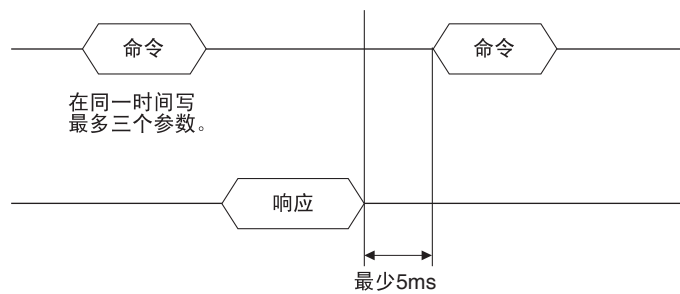 命令
命令
在同一时间写
最多三个参数。
响应
最少5ms